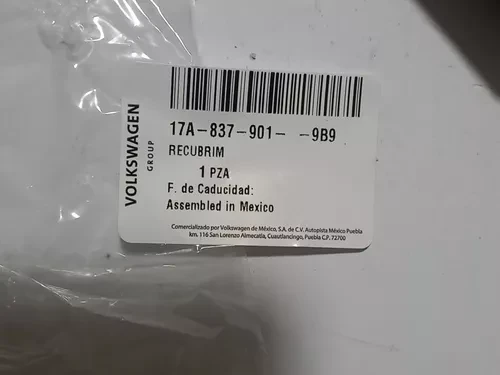 VOLKSWAGEN
GROUP
17A-837-901- -9B9
RECUBRIM
1 PZA
F. de Caducidad:
Assembled in Mexico
Comercializado por Volkswagen de México, S.A. de C.V. Autopista México Puebla
km. 116 San Lorenzo Almecatla, Cuautlancingo, Puebla C.P. 72700